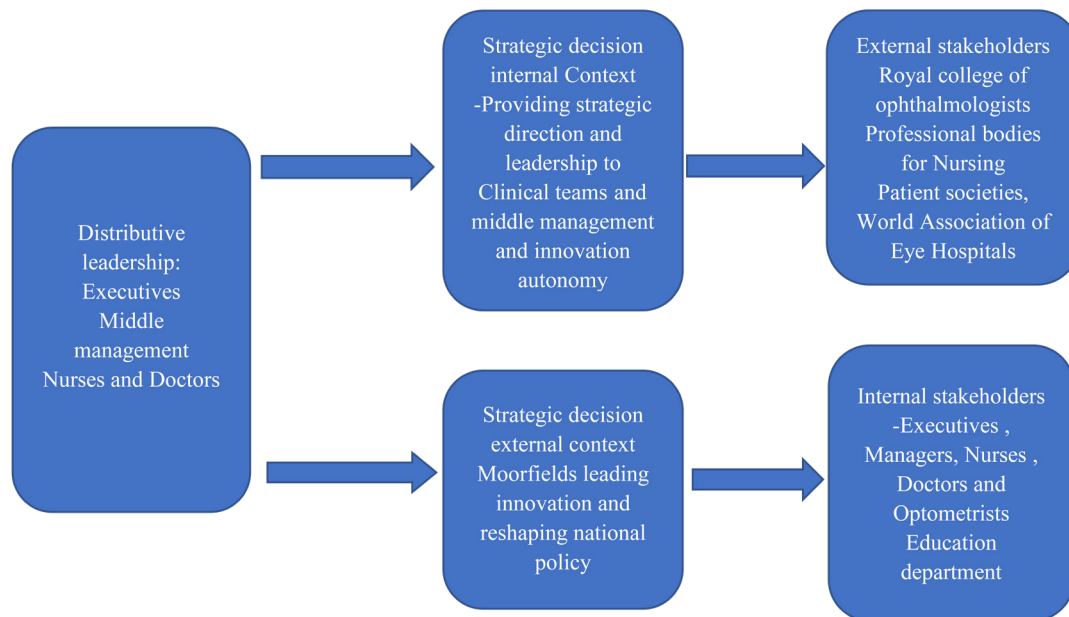 Distributive
leadership:
Executives
Middle
management
Nurses and Doctors
Strategic decision
internal Context
-Providing strategic
direction and
leadership to
Clinical teams and
middle management
and innovation
autonomy
External stakeholders
Royal college of
ophthalmologists
Professional bodies
for Nursing
Patient societies,
World Association of
Eye Hospitals
Strategic decision
external context
Moorfields leading
innovation and
reshaping national
policy
Internal stakeholders
-Executives ,
Managers, Nurses ,
Doctors and
Optometrists
Education
department